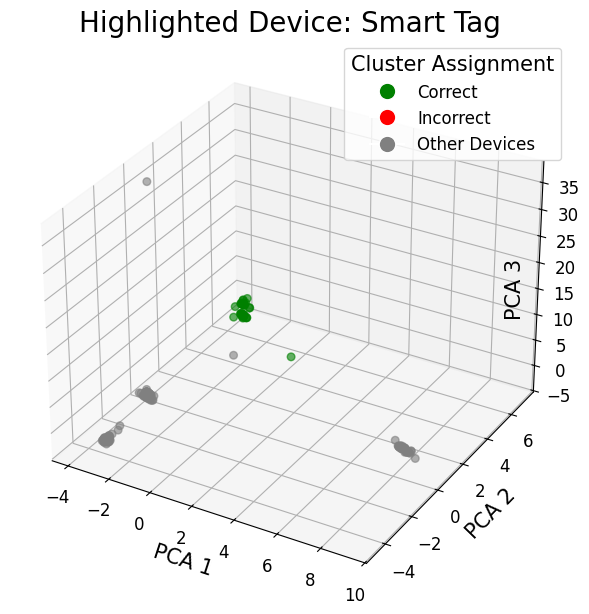 Highlighted Device: Smart Tag
Cluster Assignment
Correct
Incorrect
Other Devices
35
30
25
20
15
10
5
0
−5
PCA 3
6
4
2
0
−2
−4
PCA 2
−4
−2
0
2
4
6
8
10
PCA 1